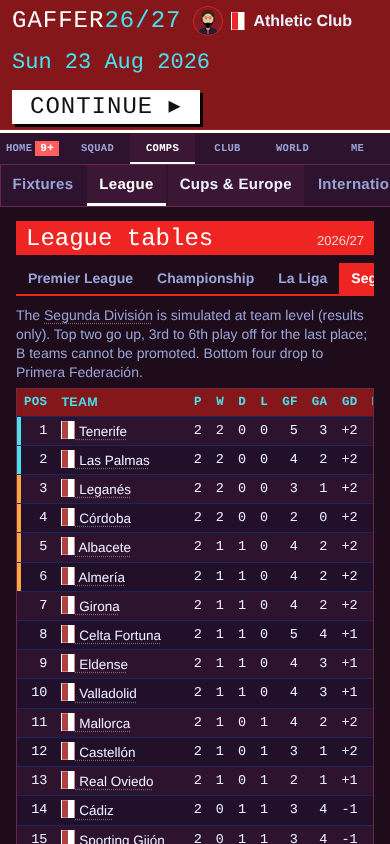 GAFFER26/27 Athletic Club
Sun 23 Aug 2026
CONTINUE ▶
HOME 9+ SQUAD COMPS CLUB WORLD ME
Fixtures League Cups & Europe Internatio
League tables 2026/27
Premier League Championship La Liga Seg
The Segunda División is simulated at team level (results
only). Top two go up, 3rd to 6th play off for the last place;
B teams cannot be promoted. Bottom four drop to
Primera Federación.
POS TEAM P W D L GF GA GD
1 Tenerife 2 2 0 0 5 3 +2
2 Las Palmas 2 2 0 0 4 2 +2
3 Leganés 2 2 0 0 3 1 +2
4 Córdoba 2 2 0 0 2 0 +2
5 Albacete 2 1 1 0 4 2 +2
6 Almería 2 1 1 0 4 2 +2
7 Girona 2 1 1 0 4 2 +2
8 Celta Fortuna 2 1 1 0 5 4 +1
9 Eldense 2 1 1 0 4 3 +1
10 Valladolid 2 1 1 0 4 3 +1
11 Mallorca 2 1 0 1 4 2 +2
12 Castellón 2 1 0 1 3 1 +2
13 Real Oviedo 2 1 0 1 2 1 +1
14 Cádiz 2 0 1 1 3 4 -1
15 Sporting Gijón 2 0 1 1 3 4 -1